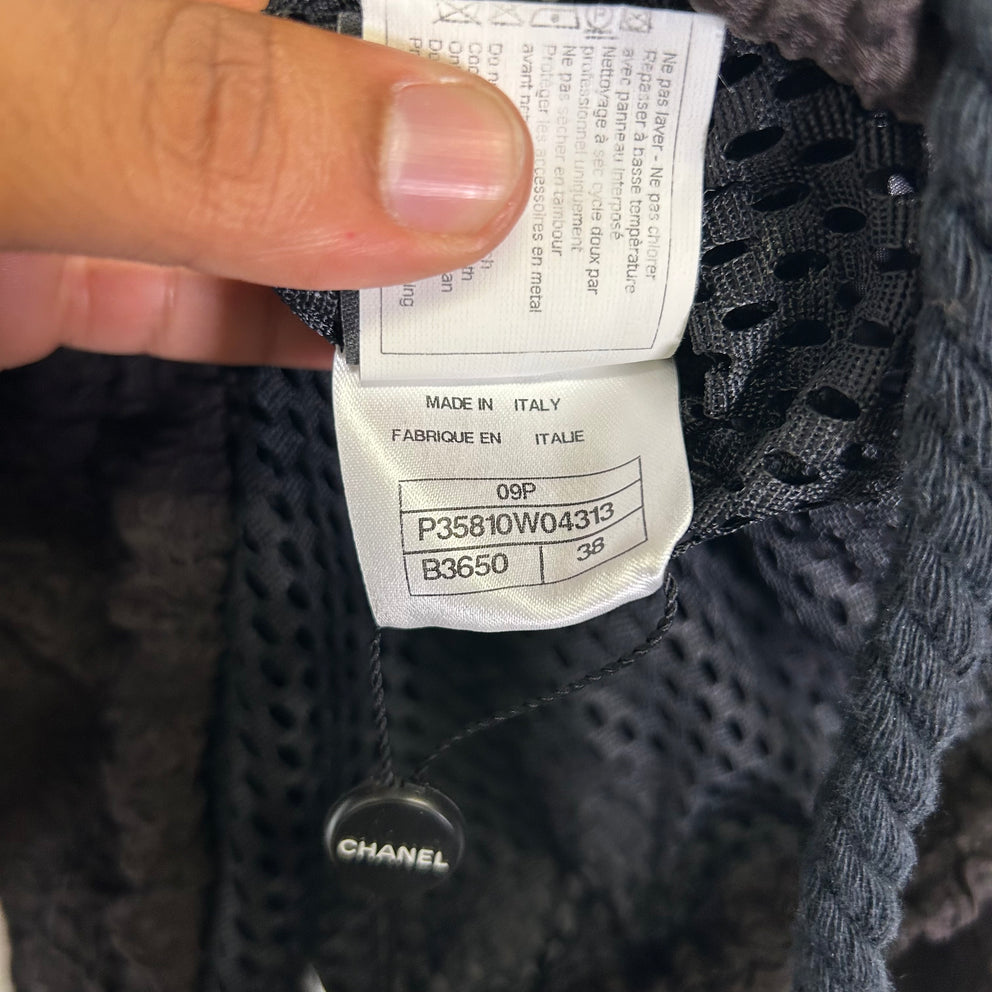 Ne pas laver - Ne pas chlorer
Repasser à basse température
avec panneau interposé
Nettoyage à sec cycle doux par
professionnel uniquement
Ne pas sécher en tambour
Protéger les accessoires en metal
avant
MADE IN ITALY
FABRIQUE EN ITALIE
09P
P35810W04313
B3650 38
CHANEL